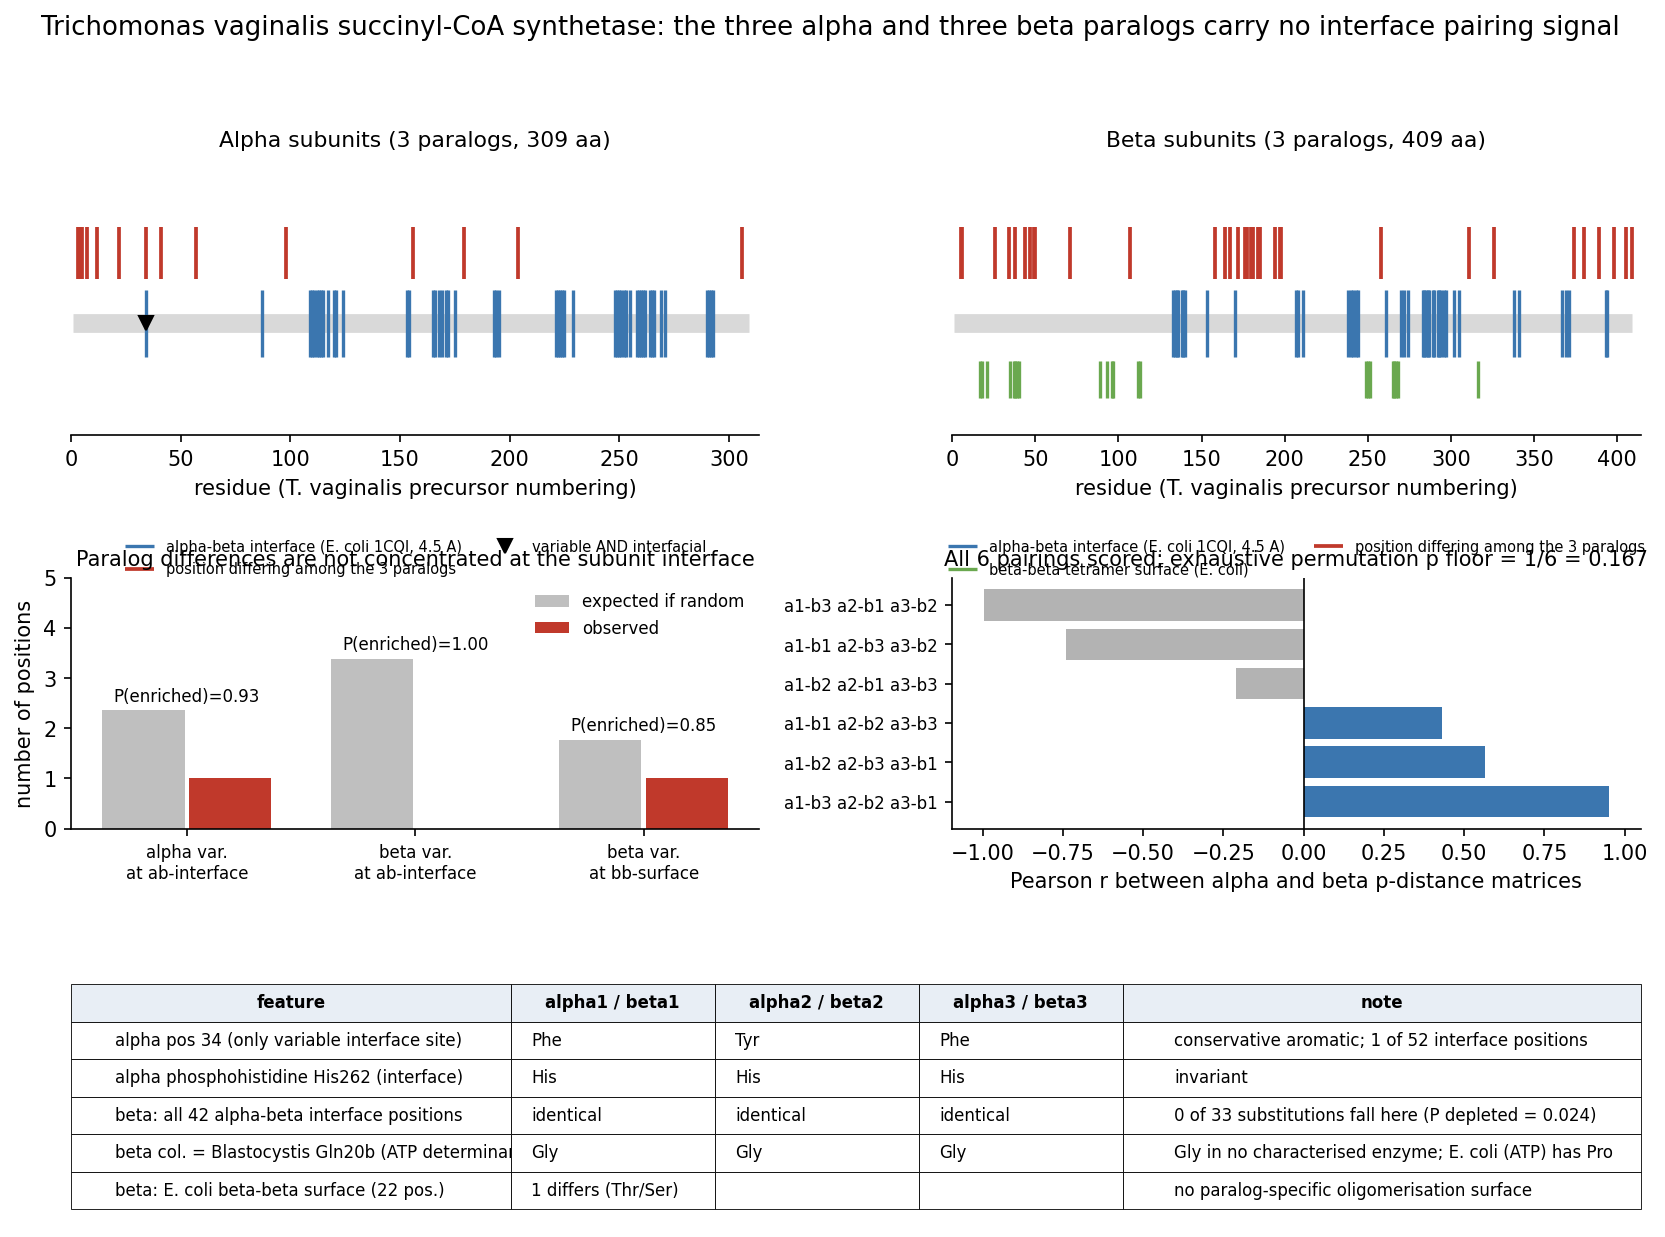 Trichomonas vaginalis succinyl-CoA synthetase: the three alpha and three beta paralogs carry no interface pairing signal
Alpha subunits (3 paralogs, 309 aa)
0 50 100 150 200 250 300
residue (T. vaginalis precursor numbering)
alpha-beta interface (E. coli 1CQI, 4.5 A)
position differing among the 3 paralogs
variable AND interfacial
Beta subunits (3 paralogs, 409 aa)
0 50 100 150 200 250 300 350 400
residue (T. vaginalis precursor numbering)
alpha-beta interface (E. coli 1CQI, 4.5 A)
beta-beta tetramer surface (E. coli)
position differing among the 3 paralogs
Paralog differences are not concentrated at the subunit interface
number of positions
5
4
3
2
1
0
expected if random
observed
P(enriched)=0.93
P(enriched)=1.00
P(enriched)=0.85
alpha var.
at ab-interface
beta var.
at ab-interface
beta var.
at bb-surface
All 6 pairings scored; exhaustive permutation p floor = 1/6 = 0.167
a1-b3 a2-b1 a3-b2
a1-b1 a2-b3 a3-b2
a1-b2 a2-b1 a3-b3
a1-b1 a2-b2 a3-b3
a1-b2 a2-b3 a3-b1
a1-b3 a2-b2 a3-b1
−1.00 −0.75 −0.50 −0.25 0.00 0.25 0.50 0.75 1.00
Pearson r between alpha and beta p-distance matrices
feature alpha1 / beta1 alpha2 / beta2 alpha3 / beta3 note
alpha pos 34 (only variable interface site) Phe Tyr Phe conservative aromatic; 1 of 52 interface positions
alpha phosphohistidine His262 (interface) His His His invariant
beta: all 42 alpha-beta interface positions identical identical identical 0 of 33 substitutions fall here (P depleted = 0.024)
beta col. = Blastocystis Gln20b (ATP determinan Gly Gly Gly Gly in no characterised enzyme; E. coli (ATP) has Pro
beta: E. coli beta-beta surface (22 pos.) 1 differs (Thr/Ser) no paralog-specific oligomerisation surface